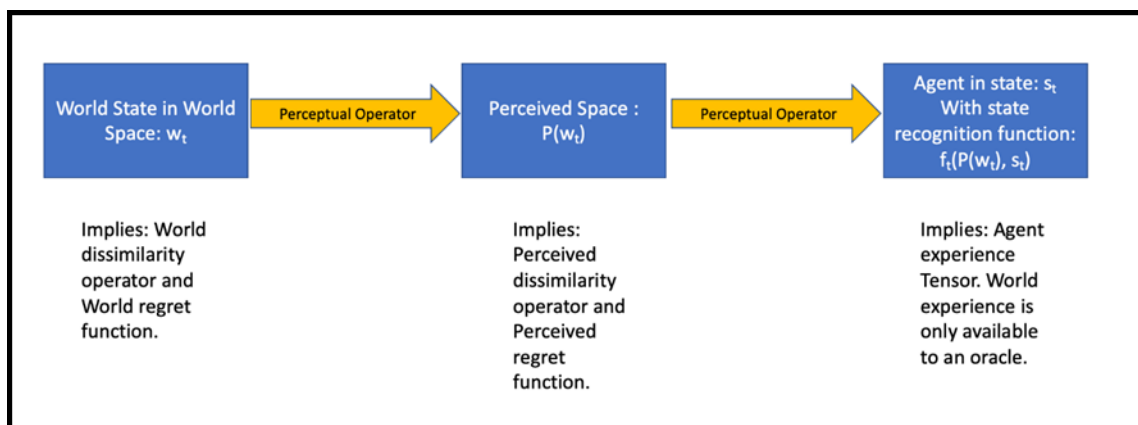 World State in World
Space: wₜ
Perceptual Operator
Perceived Space :
P(wₜ)
Perceptual Operator
Agent in state: sₜ
With state
recognition function:
fₜ(P(wₜ), sₜ)
Implies: World
dissimilarity
operator and
World regret
function.
Implies:
Perceived
dissimilarity
operator and
Perceived
regret
function.
Implies: Agent
experience
Tensor. World
experience is
only available
to an oracle.